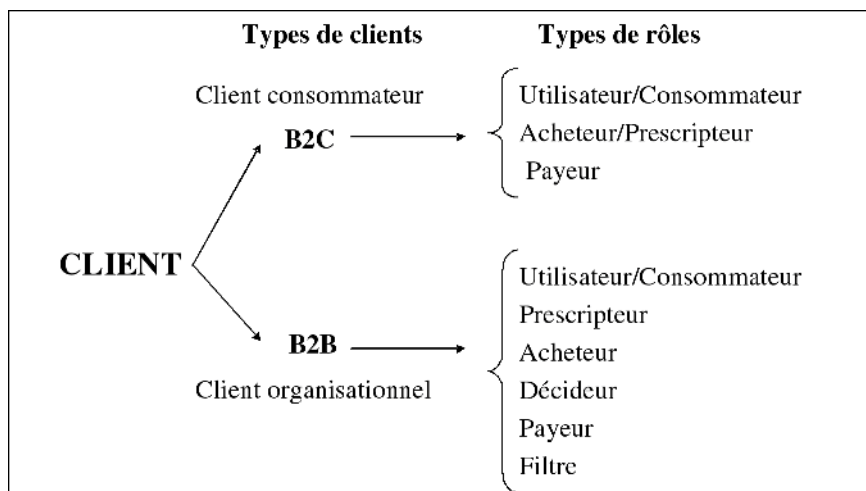 Types de clients
Types de rôles
Client consommateur
B2C
Utilisateur/Consommateur
Acheteur/Prescripteur
Payeur
CLIENT
B2B
Client organisationnel
Utilisateur/Consommateur
Prescripteur
Acheteur
Décideur
Payeur
Filtre